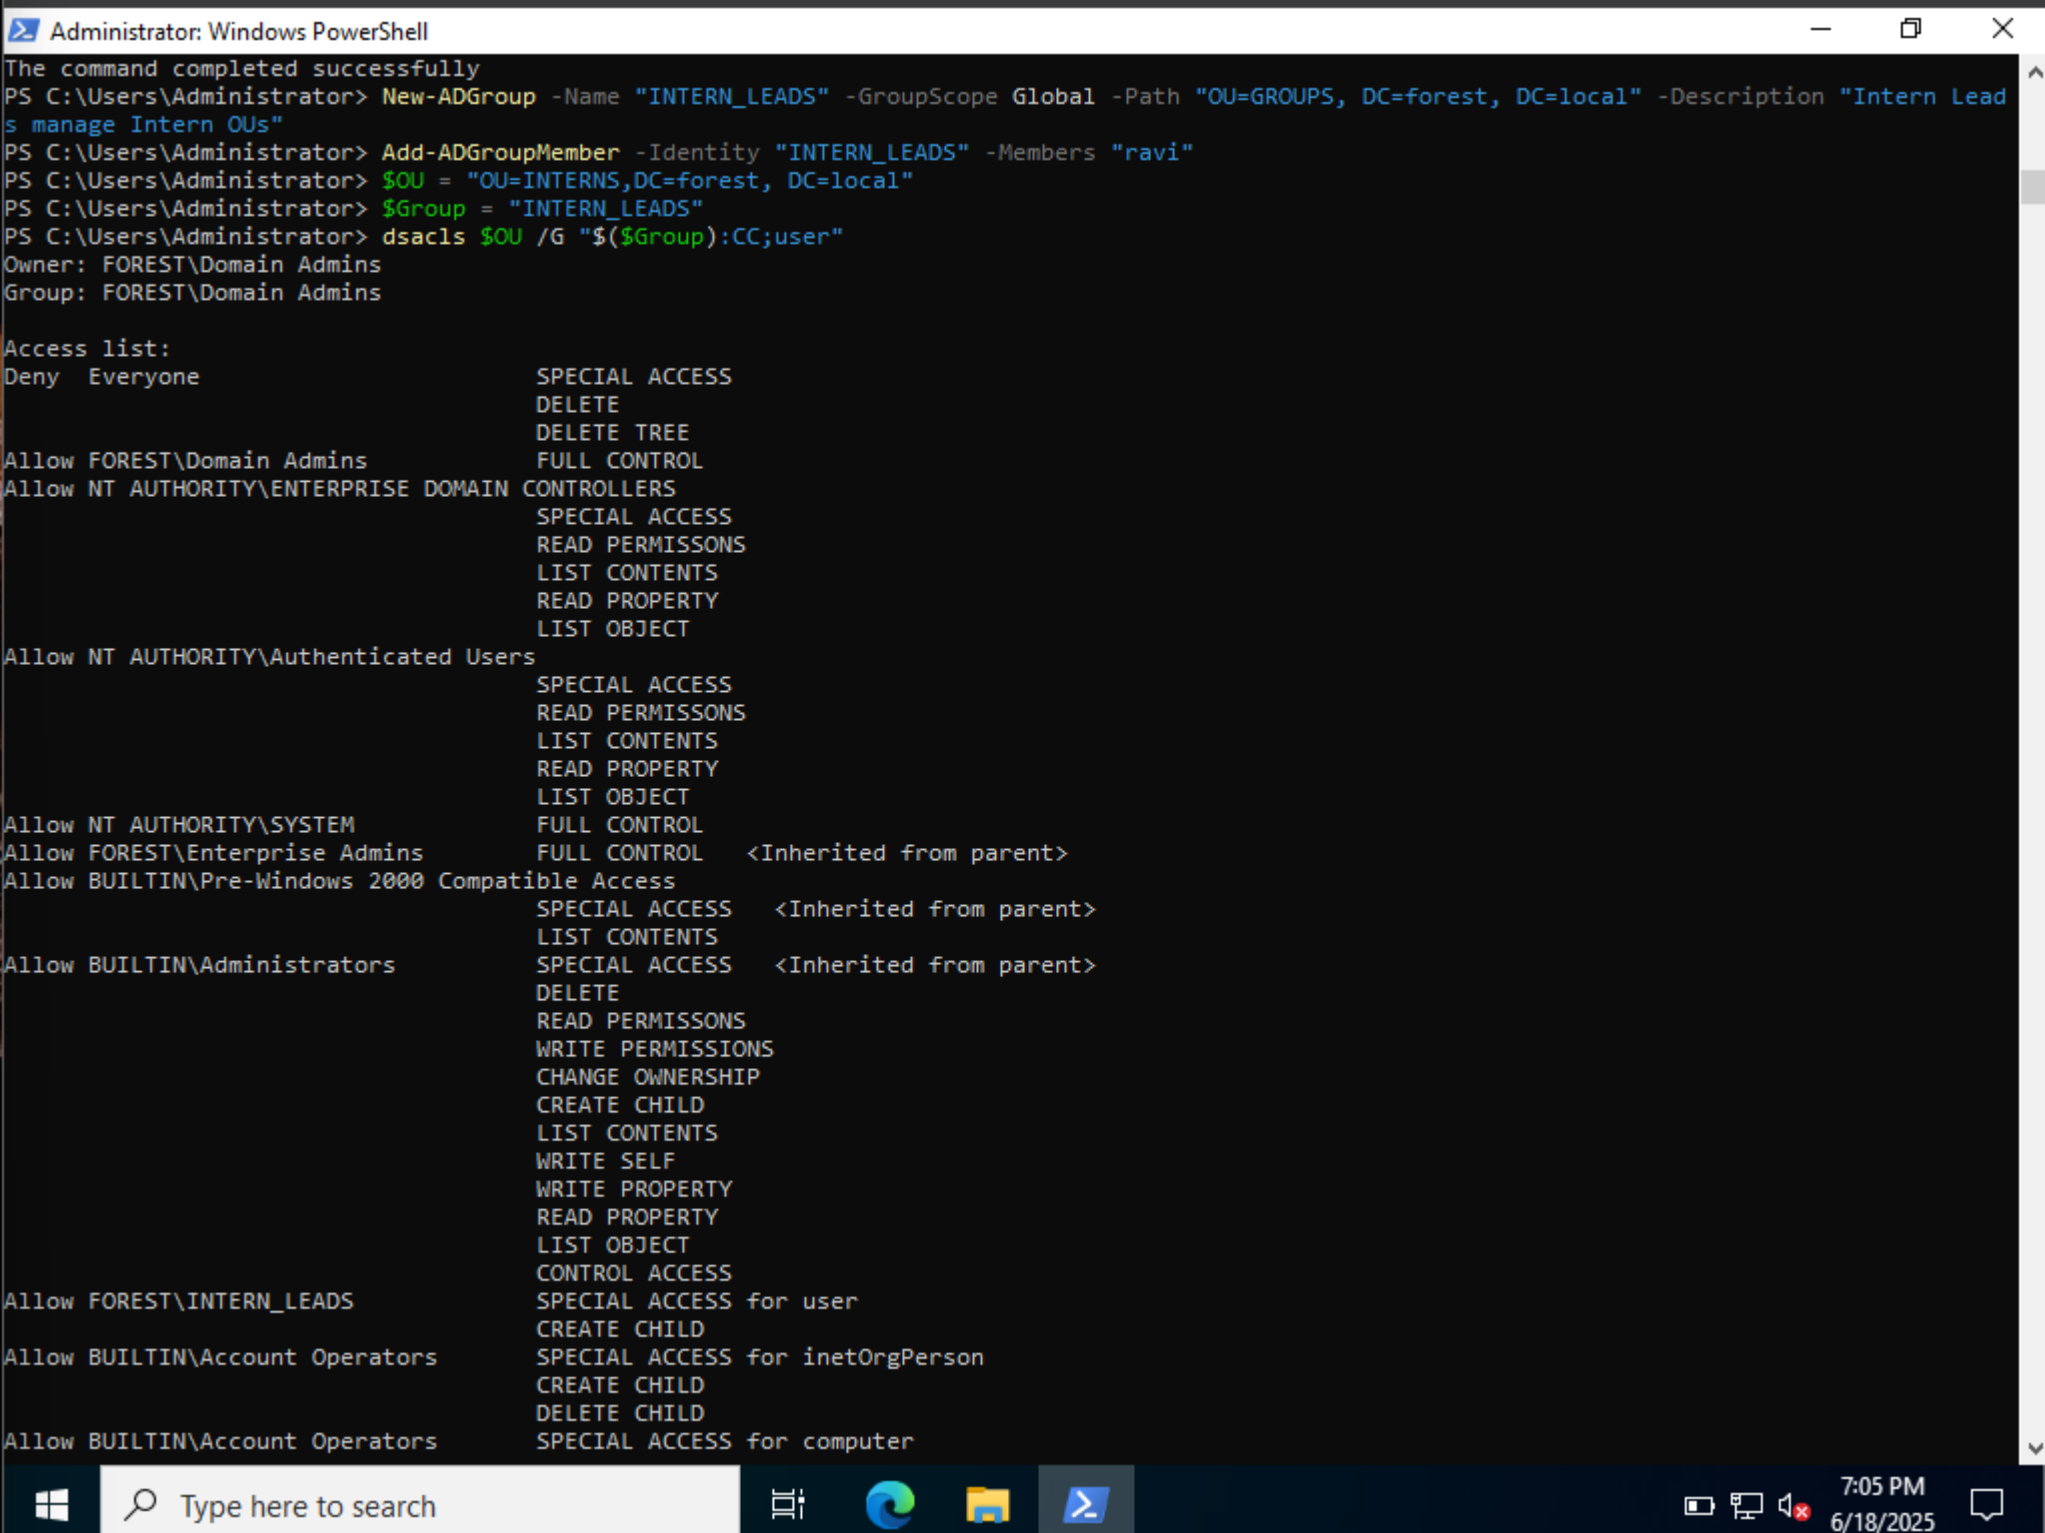 Administrator: Windows PowerShell
The command completed successfully
PS C:\Users\Administrator> New-ADGroup -Name "INTERN_LEADS" -GroupScope Global -Path "OU=GROUPS, DC=forest, DC=local" -Description "Intern Lead
s manage Intern OUs"
PS C:\Users\Administrator> Add-ADGroupMember -Identity "INTERN_LEADS" -Members "ravi"
PS C:\Users\Administrator> $OU = "OU=INTERNS,DC=forest, DC=local"
PS C:\Users\Administrator> $Group = "INTERN_LEADS"
PS C:\Users\Administrator> dsacls $OU /G "$($Group):CC;user"
Owner: FOREST\Domain Admins
Group: FOREST\Domain Admins
Access list:
Deny  Everyone                        SPECIAL ACCESS
                                      DELETE
                                      DELETE TREE
Allow FOREST\Domain Admins            FULL CONTROL
Allow NT AUTHORITY\ENTERPRISE DOMAIN CONTROLLERS
                                      SPECIAL ACCESS
                                      READ PERMISSONS
                                      LIST CONTENTS
                                      READ PROPERTY
                                      LIST OBJECT
Allow NT AUTHORITY\Authenticated Users
                                      SPECIAL ACCESS
                                      READ PERMISSONS
                                      LIST CONTENTS
                                      READ PROPERTY
                                      LIST OBJECT
Allow NT AUTHORITY\SYSTEM             FULL CONTROL
Allow FOREST\Enterprise Admins        FULL CONTROL   <Inherited from parent>
Allow BUILTIN\Pre-Windows 2000 Compatible Access
                                      SPECIAL ACCESS   <Inherited from parent>
                                      LIST CONTENTS
Allow BUILTIN\Administrators          SPECIAL ACCESS   <Inherited from parent>
                                      DELETE
                                      READ PERMISSONS
                                      WRITE PERMISSIONS
                                      CHANGE OWNERSHIP
                                      CREATE CHILD
                                      LIST CONTENTS
                                      WRITE SELF
                                      WRITE PROPERTY
                                      READ PROPERTY
                                      LIST OBJECT
                                      CONTROL ACCESS
Allow FOREST\INTERN_LEADS             SPECIAL ACCESS for user
                                      CREATE CHILD
Allow BUILTIN\Account Operators       SPECIAL ACCESS for inetOrgPerson
                                      CREATE CHILD
                                      DELETE CHILD
Allow BUILTIN\Account Operators       SPECIAL ACCESS for computer
Type here to search
7:05 PM
6/18/2025